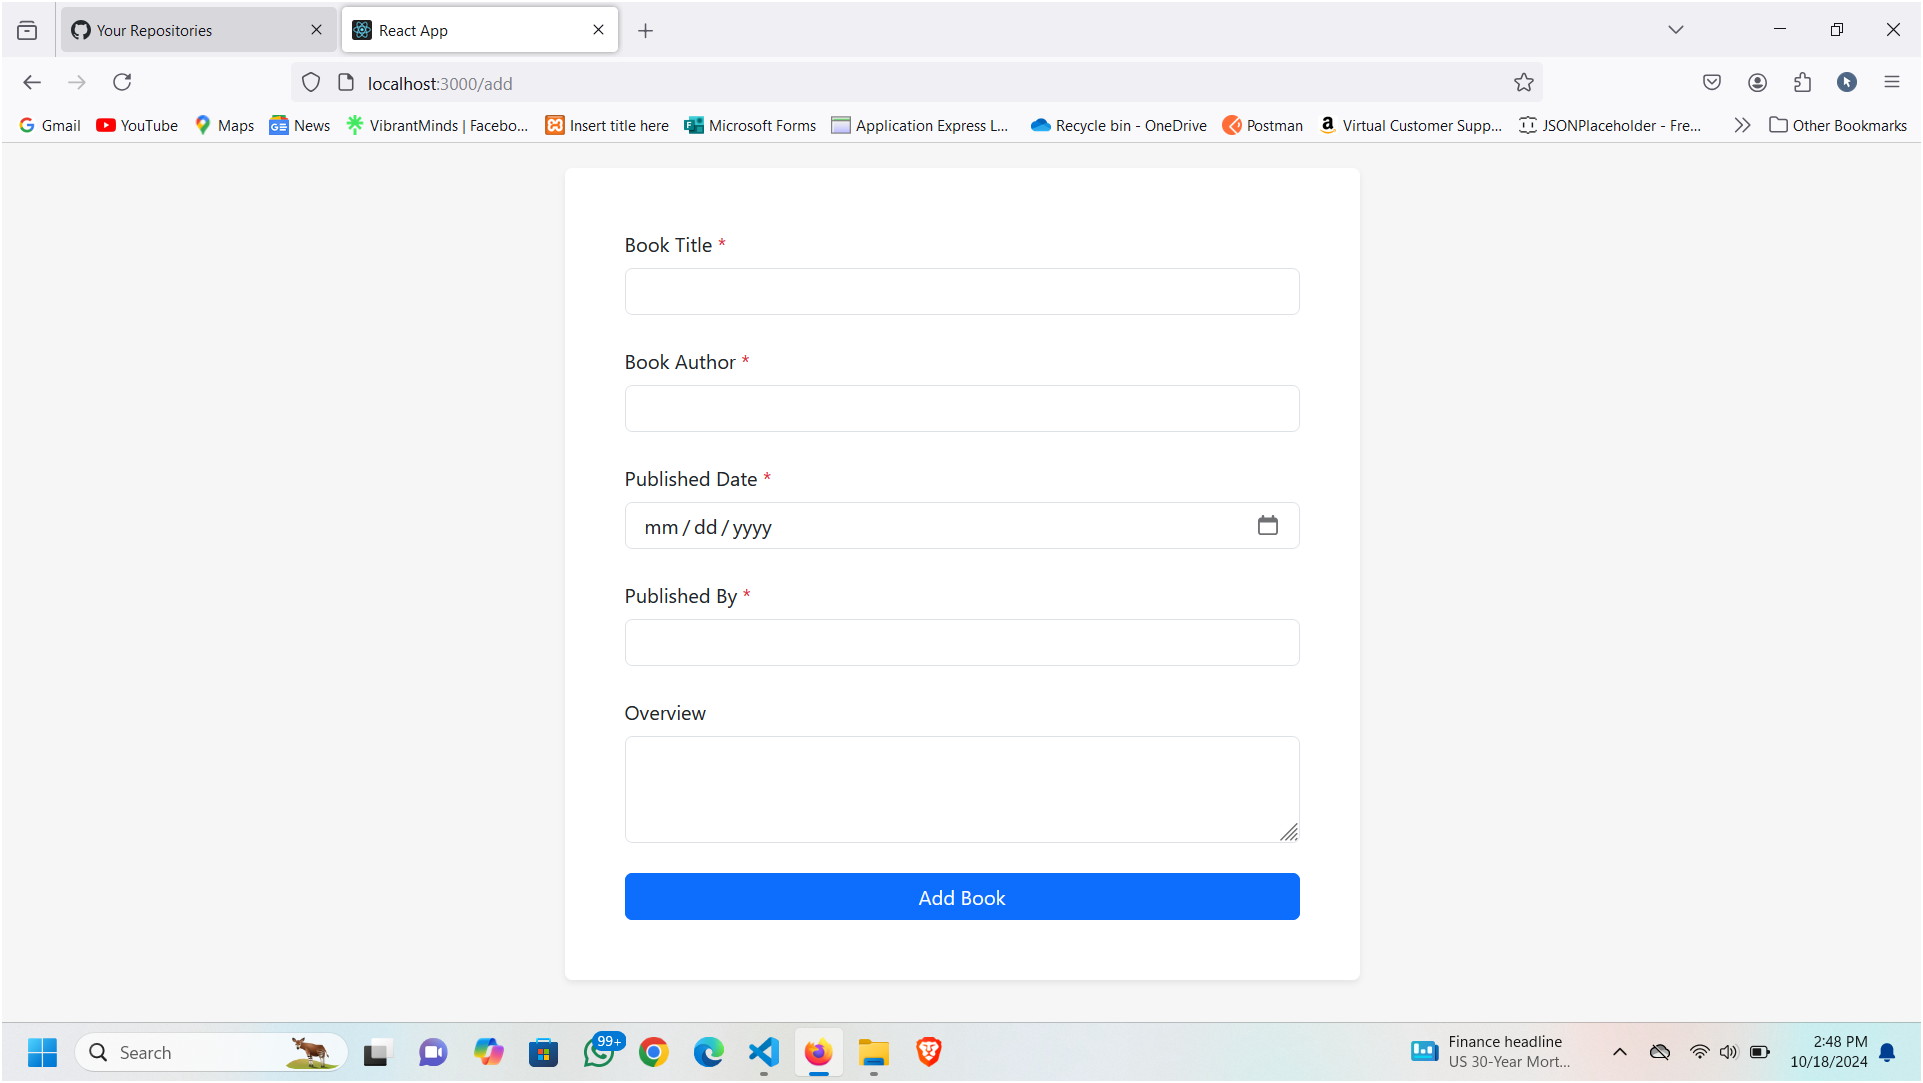 Your Repositories
React App
localhost:3000/add
Gmail
YouTube
Maps
News
VibrantMinds | Facebo...
Insert title here
Microsoft Forms
Application Express L...
Recycle bin - OneDrive
Postman
Virtual Customer Supp...
JSONPlaceholder - Fre...
Other Bookmarks
Book Title *
Book Author *
Published Date *
mm / dd / yyyy
Published By *
Overview
Add Book
Search
99+
Finance headline
US 30-Year Mort...
2:48 PM
10/18/2024